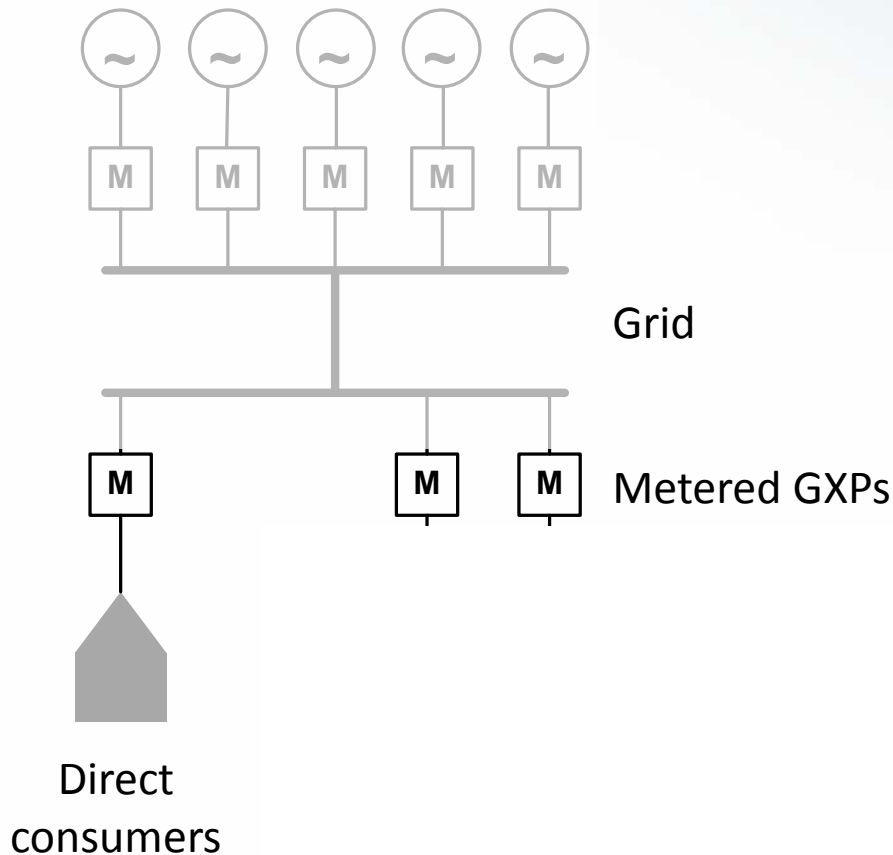 ~ ~ ~ ~ ~
M M M M M
Grid
M M M Metered GXPs
Direct
consumers